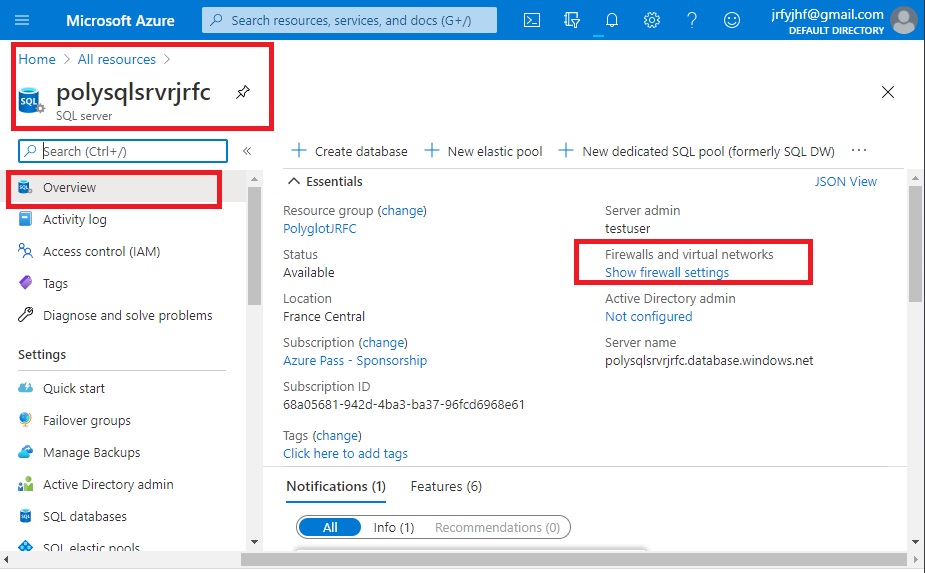 Microsoft Azure
Search resources, services, and docs (G+/)
jrfyjhf@gmail.com
DEFAULT DIRECTORY
Home > All resources >
SQL
polysqlsrvrjrfc
SQL server
Search (Ctrl+/)
Overview
Activity log
Access control (IAM)
Tags
Diagnose and solve problems
Settings
Quick start
Failover groups
Manage Backups
Active Directory admin
SQL databases
SQL elastic pools
Create database
New elastic pool
New dedicated SQL pool (formerly SQL DW)
...
Essentials
JSON View
Resource group (change)
PolyglotJRFC
Status
Available
Location
France Central
Subscription (change)
Azure Pass - Sponsorship
Subscription ID
68a05681-942d-4ba3-ba37-96fcd6968e61
Tags (change)
Click here to add tags
Server admin
testuser
Firewalls and virtual networks
Show firewall settings
Active Directory admin
Not configured
Server name
polysqlsrvrjrfc.database.windows.net
Notifications (1)
Features (6)
All
Info (1)
Recommendations (0)